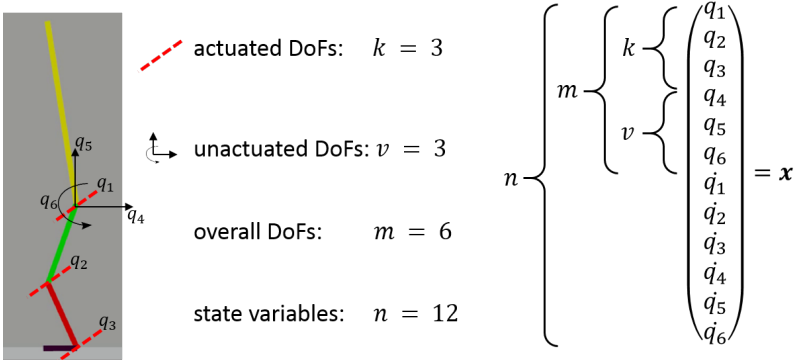 q₅
q₁
q₆
q₄
q₂
q₃
actuated DoFs: k = 3
unactuated DoFs: v = 3
overall DoFs: m = 6
state variables: n = 12
n
m
k
v
q₁
q₂
q₃
q₄
q₅
q₆
q̇₁
q̇₂
q̇₃
q̇₄
q̇₅
q̇₆
= x